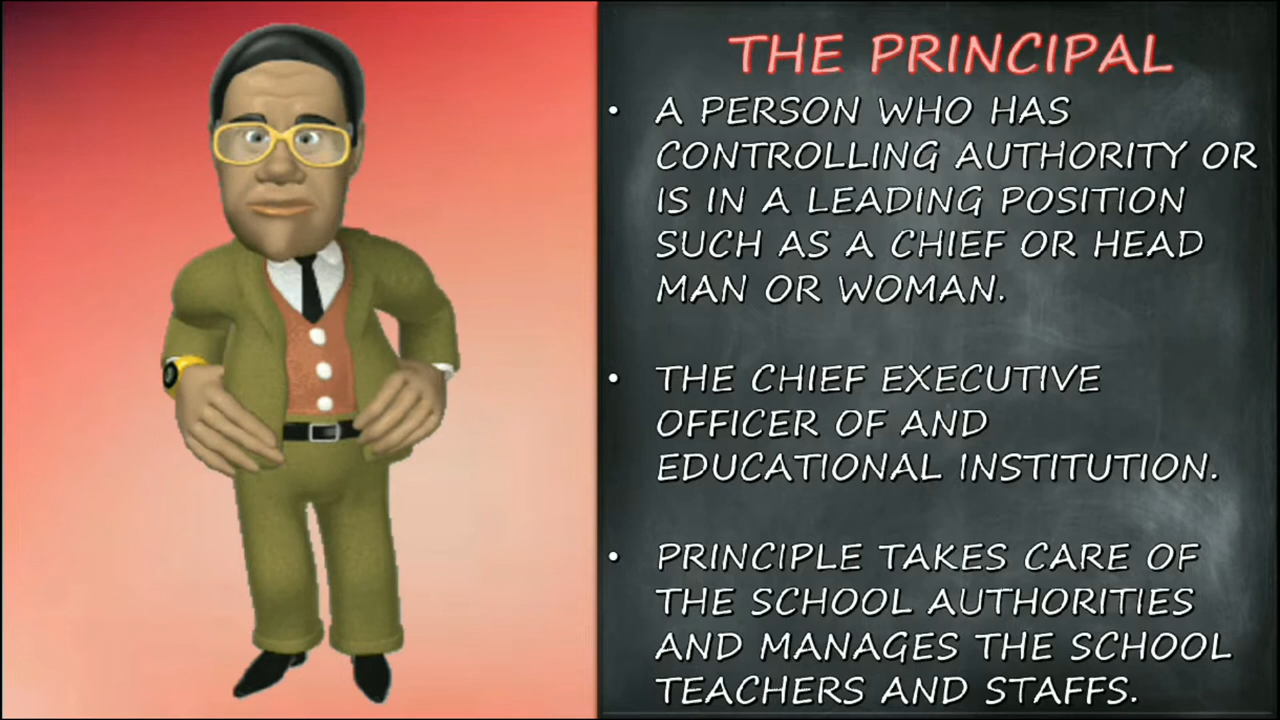 THE PRINCIPAL
• A PERSON WHO HAS
CONTROLLING AUTHORITY OR
IS IN A LEADING POSITION
SUCH AS A CHIEF OR HEAD
MAN OR WOMAN.
• THE CHIEF EXECUTIVE
OFFICER OF AND
EDUCATIONAL INSTITUTION.
• PRINCIPLE TAKES CARE OF
THE SCHOOL AUTHORITIES
AND MANAGES THE SCHOOL
TEACHERS AND STAFFS.